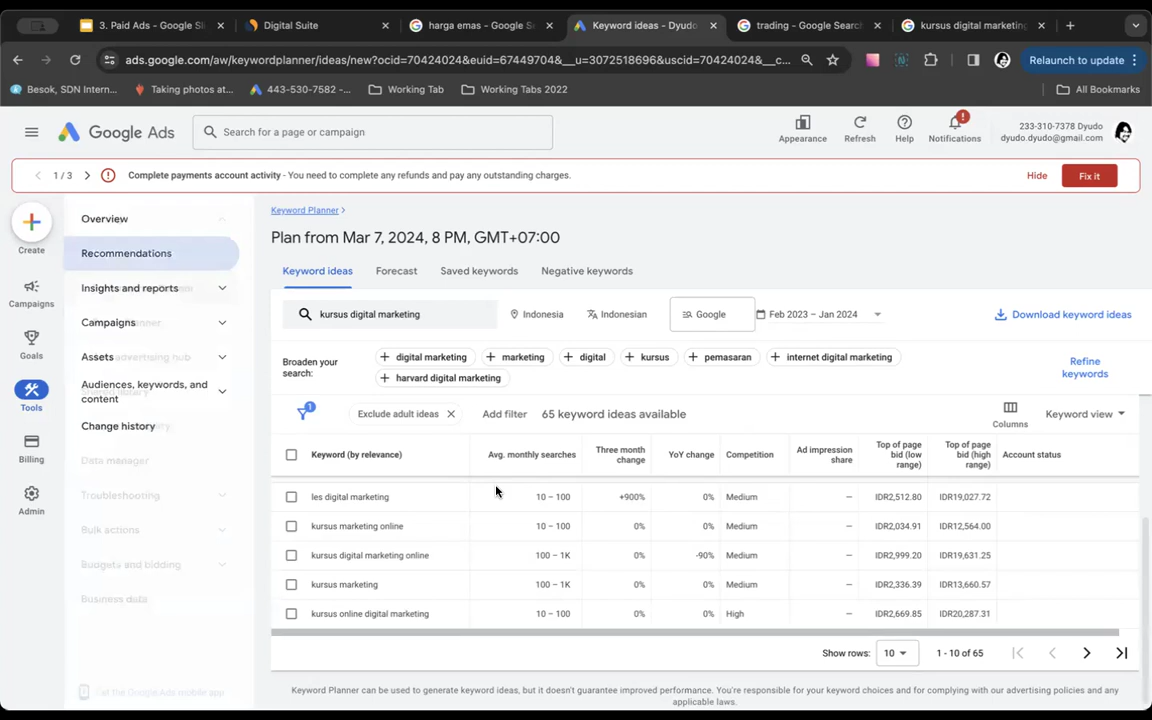 3. Paid Ads - Google Sl
Digital Suite
harga emas - Google S
Keyword ideas - Dyudo
trading - Google Search
kursus digital marketing
ads.google.com/aw/keywordplanner/ideas/new?ocid=70424024&euid=67449704&__u=3072518696&uscid=70424024&__c...
Relaunch to update
Besok, SDN Intern...
Taking photos at...
443-530-7582 -...
Working Tab
Working Tabs 2022
All Bookmarks
Google Ads
Search for a page or campaign
Appearance
Refresh
Help
Notifications
233-310-7378 Dyudo
dyudo.dyudo@gmail.com
1 / 3
Complete payments account activity - You need to complete any refunds and pay any outstanding charges.
Hide
Fix it
Create
Campaigns
Goals
Tools
Billing
Admin
Overview
Recommendations
Insights and reports
Campaigns
Assets
Audiences, keywords, and
content
Change history
Data manager
Troubleshooting
Bulk actions
Budgets and bidding
Business data
Keyword Planner
Plan from Mar 7, 2024, 8 PM, GMT+07:00
Keyword ideas Forecast Saved keywords Negative keywords
kursus digital marketing Indonesia Indonesian Google Feb 2023 – Jan 2024 Download keyword ideas
Broaden your
search:
digital marketing marketing digital kursus pemasaran internet digital marketing
harvard digital marketing
Refine
keywords
1
Exclude adult ideas Add filter 65 keyword ideas available
Columns
Keyword view
Keyword (by relevance) Avg. monthly searches Three month change YoY change Competition Ad impression share Top of page bid (low range) Top of page bid (high range) Account status
les digital marketing 10 – 100 +900% 0% Medium – IDR2,512.80 IDR19,027.72
kursus marketing online 10 – 100 0% 0% Medium – IDR2,034.91 IDR12,564.00
kursus digital marketing online 100 – 1K 0% -90% Medium – IDR2,999.20 IDR19,631.25
kursus marketing 100 – 1K 0% 0% Medium – IDR2,336.39 IDR13,660.57
kursus online digital marketing 10 – 100 0% 0% High – IDR2,669.85 IDR20,287.31
Show rows: 10 1 - 10 of 65
Keyword Planner can be used to generate keyword ideas, but it doesn't guarantee improved performance. You're responsible for your keyword choices and for complying with our advertising policies and any
applicable laws.